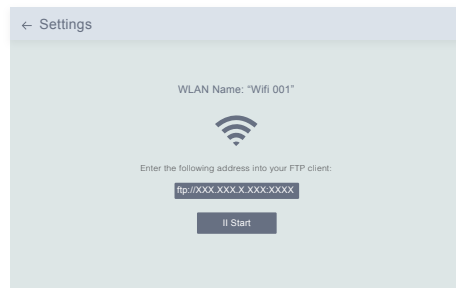 ← Settings
WLAN Name: “Wifi 001”
Enter the following address into your FTP client:
ftp://XXX.XXX.X.XXX:XXXX
II Start